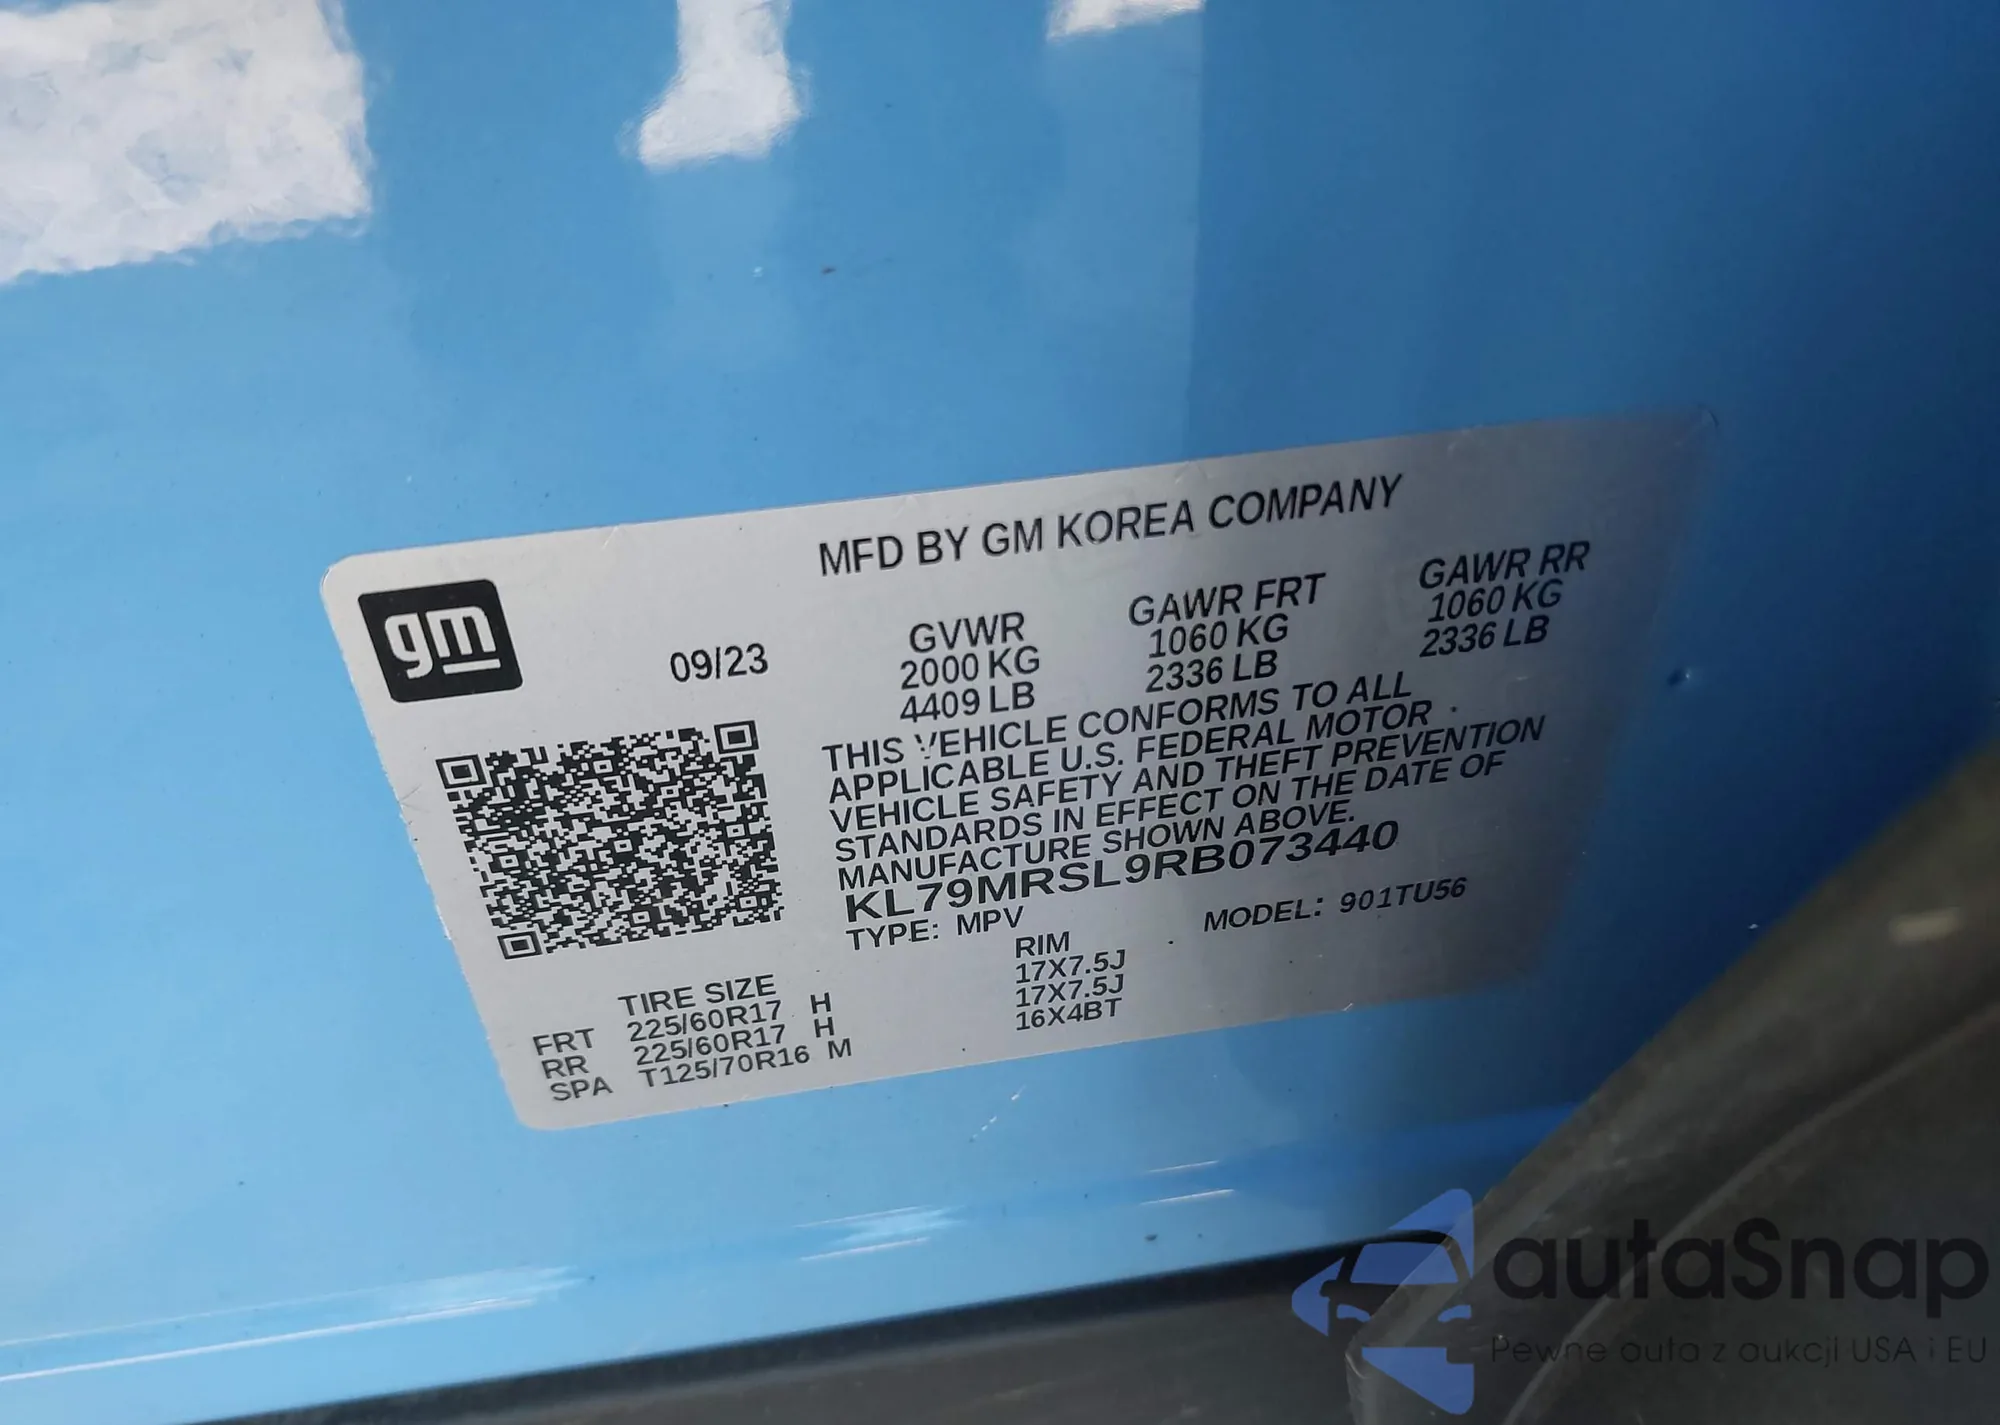 MFD BY GM KOREA COMPANY
gm
09/23
GVWR GAWR FRT GAWR RR
2000 KG 1060 KG 1060 KG
4409 LB 2336 LB 2336 LB
THIS VEHICLE CONFORMS TO ALL
APPLICABLE U.S. FEDERAL MOTOR
VEHICLE SAFETY AND THEFT PREVENTION
STANDARDS IN EFFECT ON THE DATE OF
MANUFACTURE SHOWN ABOVE.
KL79MRSL9RB073440
TYPE: MPV MODEL: 901TU56
TIRE SIZE RIM
FRT 225/60R17 H 17X7.5J
RR 225/60R17 H 17X7.5J
SPA T125/70R16 M 16X4BT
autaSnap
Pewne auta z aukcji USA i EU